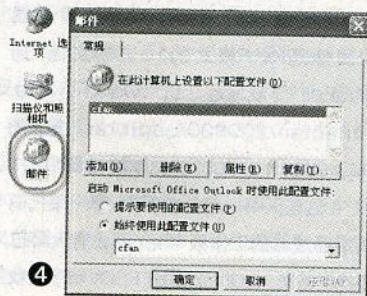 Internet 选项
扫描仪和照相机
邮件
邮件
常规
在此计算机上设置以下配置文件(O)
cfan
添加(D)
删除(E)
属性(R)
复制(Y)
启动 Microsoft Office Outlook 时使用此配置文件:
提示要使用的配置文件(P)
始终使用此配置文件(U)
cfan
确定
取消
应用(A)
4